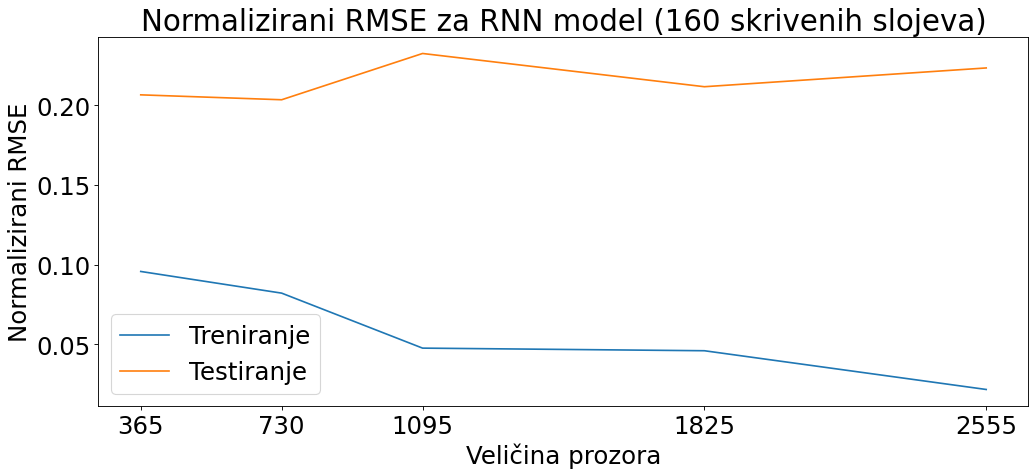 Normalizirani RMSE za RNN model (160 skrivenih slojeva)
Normalizirani RMSE
0.20
0.15
0.10
0.05
Treniranje
Testiranje
365 730 1095 1825 2555
Veličina prozora